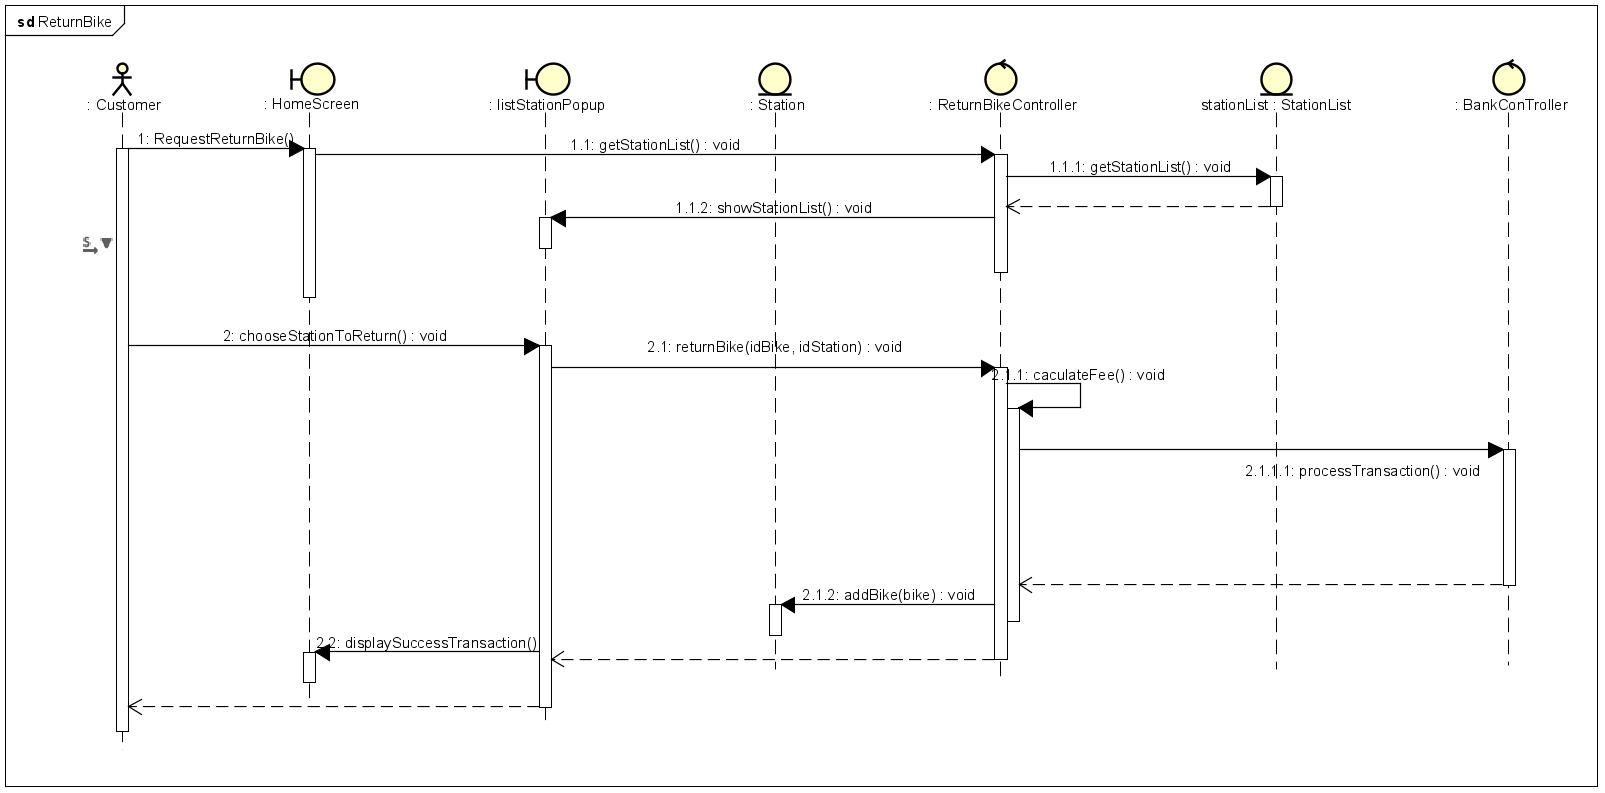 sd ReturnBike
: Customer
: HomeScreen
: listStationPopup
: Station
: ReturnBikeController
stationList : StationList
: BankConTroller
1: RequestReturnBike()
1.1: getStationList() : void
1.1.1: getStationList() : void
1.1.2: showStationList() : void
S
2: chooseStationToReturn() : void
2.1: returnBike(idBike, idStation) : void
2.1.1: caculateFee() : void
2.1.1.1: processTransaction() : void
2.1.2: addBike(bike) : void
2.2: displaySuccessTransaction()